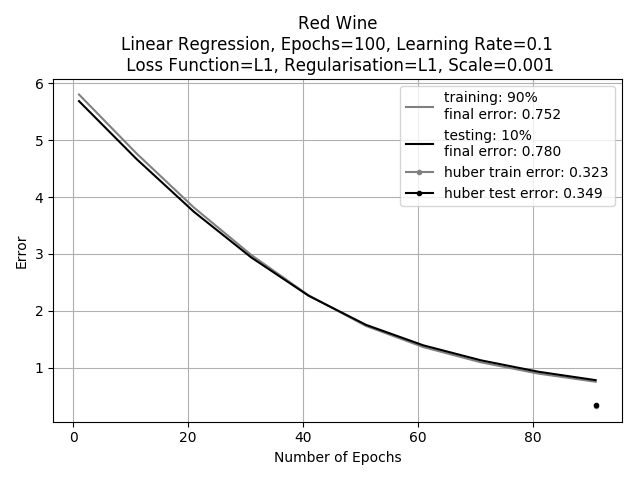 Red Wine
Linear Regression, Epochs=100, Learning Rate=0.1
Loss Function=L1, Regularisation=L1, Scale=0.001
6
5
4
3
2
1
Error
training: 90%
final error: 0.752
testing: 10%
final error: 0.780
huber train error: 0.323
huber test error: 0.349
0 20 40 60 80
Number of Epochs